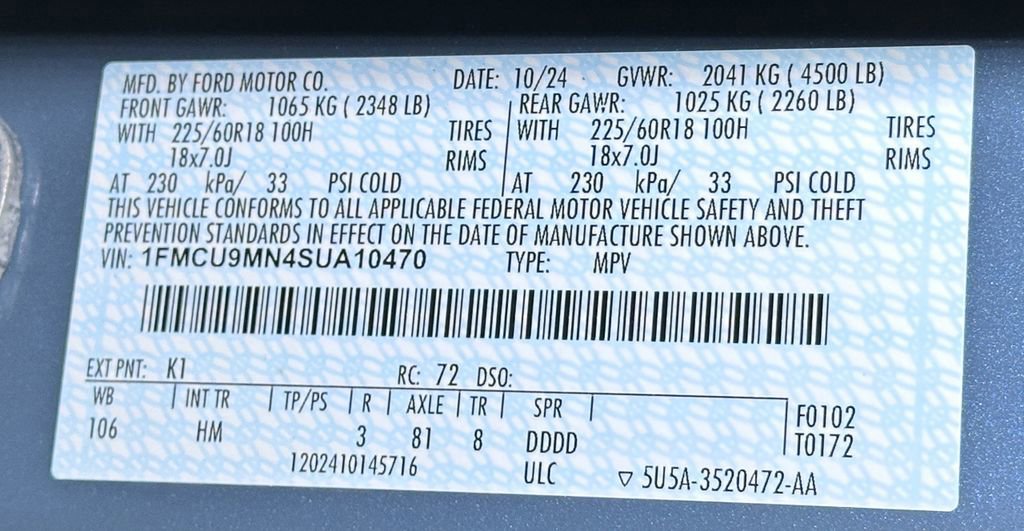 MFD. BY FORD MOTOR CO. DATE: 10/24 GVWR: 2041 KG ( 4500 LB)
FRONT GAWR: 1065 KG ( 2348 LB) REAR GAWR: 1025 KG ( 2260 LB)
WITH 225/60R18 100H TIRES WITH 225/60R18 100H TIRES
18x7.0J RIMS 18x7.0J RIMS
AT 230 kPa/ 33 PSI COLD AT 230 kPa/ 33 PSI COLD
THIS VEHICLE CONFORMS TO ALL APPLICABLE FEDERAL MOTOR VEHICLE SAFETY AND THEFT
PREVENTION STANDARDS IN EFFECT ON THE DATE OF MANUFACTURE SHOWN ABOVE.
VIN: 1FMCU9MN4SUA10470 TYPE: MPV
EXT PNT: K1 RC: 72 DSO:
WB INT TR TP/PS R AXLE TR SPR F0102
106 HM 3 81 8 DDDD T0172
1202410145716 ULC ▽ 5U5A-3520472-AA